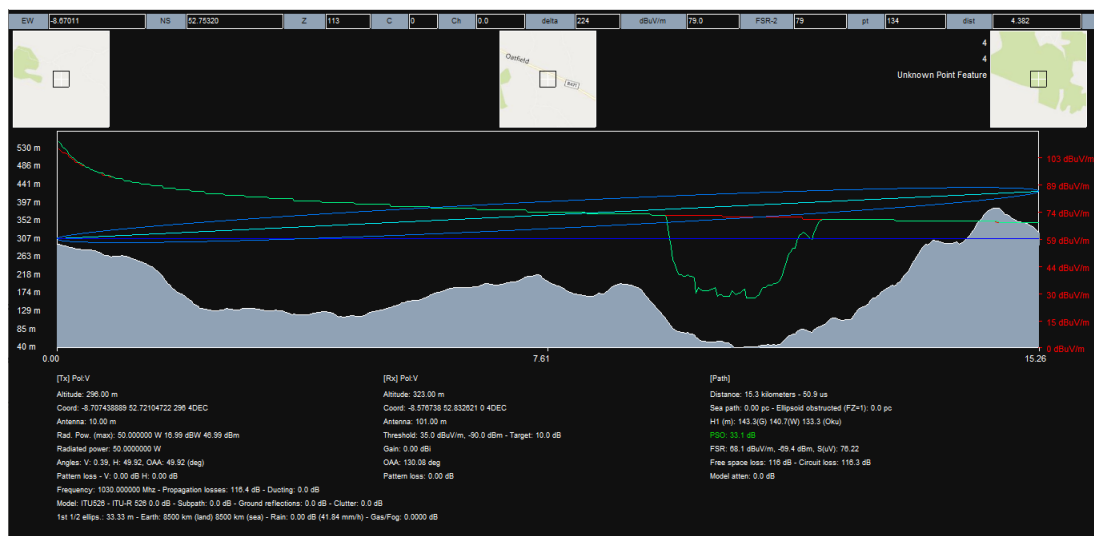 EW -8.67011 NS 52.75320 Z 113 C 0 Ch 0.0 delta 224 dBuV/m 79.0 FSR-2 79 pt 134 dist 4.382
4
4
Oatfield
Unknown Point Feature
530 m
486 m
441 m
397 m
352 m
307 m
263 m
218 m
174 m
129 m
85 m
40 m
103 dBuV/m
89 dBuV/m
74 dBuV/m
59 dBuV/m
44 dBuV/m
30 dBuV/m
15 dBuV/m
0 dBuV/m
0.00 7.61 15.26
[Tx] Pol:V
Altitude: 296.00 m
Coord: -8.707438889 52.72104722 296 4DEC
Antenna: 10.00 m
Rad. Pow. (max): 50.000000 W 16.99 dBW 46.99 dBm
Radiated power: 50.0000000 W
Angles: V: 0.39, H: 49.92, OAA: 49.92 (deg)
Pattern loss - V: 0.00 dB H: 0.00 dB
Frequency: 1030.000000 Mhz - Propagation losses: 116.4 dB - Ducting: 0.0 dB
Model: ITU526 - ITU-R 526 0.0 dB - Subpath: 0.0 dB - Ground reflections: 0.0 dB - Clutter: 0.0 dB
1st 1/2 ellips.: 33.33 m - Earth: 8500 km (land) 8500 km (sea) - Rain: 0.00 dB (41.84 mm/h) - Gas/Fog: 0.0000 dB
[Rx] Pol:V
Altitude: 323.00 m
Coord: -8.576738 52.832621 0 4DEC
Antenna: 101.00 m
Threshold: 35.0 dBuV/m, -90.0 dBm - Target: 10.0 dB
Gain: 0.00 dBi
OAA: 130.08 deg
Pattern loss: 0.00 dB
[Path]
Distance: 15.3 kilometers - 50.9 us
Sea path: 0.00 pc - Ellipsoid obstructed (FZ=1): 0.0 pc
H1 (m): 143.3(G) 140.7(W) 133.3 (Oku)
PSO: 33.1 dB
FSR: 68.1 dBuV/m, -69.4 dBm, S(uV): 76.22
Free space loss: 116 dB - Circuit loss: 116.3 dB
Model atten: 0.0 dB